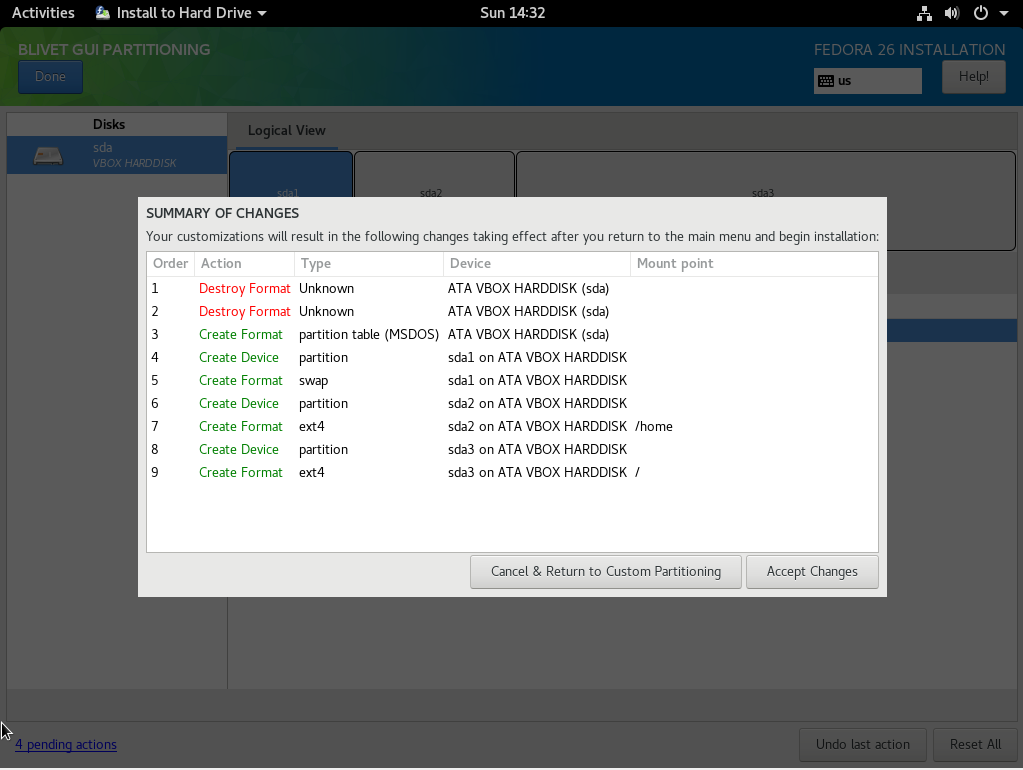 Activities Install to Hard Drive Sun 14:32
BLIVET GUI PARTITIONING FEDORA 26 INSTALLATION
Done us Help!
Disks Logical View
sda
VBOX HARDDISK
sda1 sda2 sda3
SUMMARY OF CHANGES
Your customizations will result in the following changes taking effect after you return to the main menu and begin installation:
Order Action Type Device Mount point
1 Destroy Format Unknown ATA VBOX HARDDISK (sda)
2 Destroy Format Unknown ATA VBOX HARDDISK (sda)
3 Create Format partition table (MSDOS) ATA VBOX HARDDISK (sda)
4 Create Device partition sda1 on ATA VBOX HARDDISK
5 Create Format swap sda1 on ATA VBOX HARDDISK
6 Create Device partition sda2 on ATA VBOX HARDDISK
7 Create Format ext4 sda2 on ATA VBOX HARDDISK /home
8 Create Device partition sda3 on ATA VBOX HARDDISK
9 Create Format ext4 sda3 on ATA VBOX HARDDISK /
Cancel & Return to Custom Partitioning Accept Changes
4 pending actions Undo last action Reset All